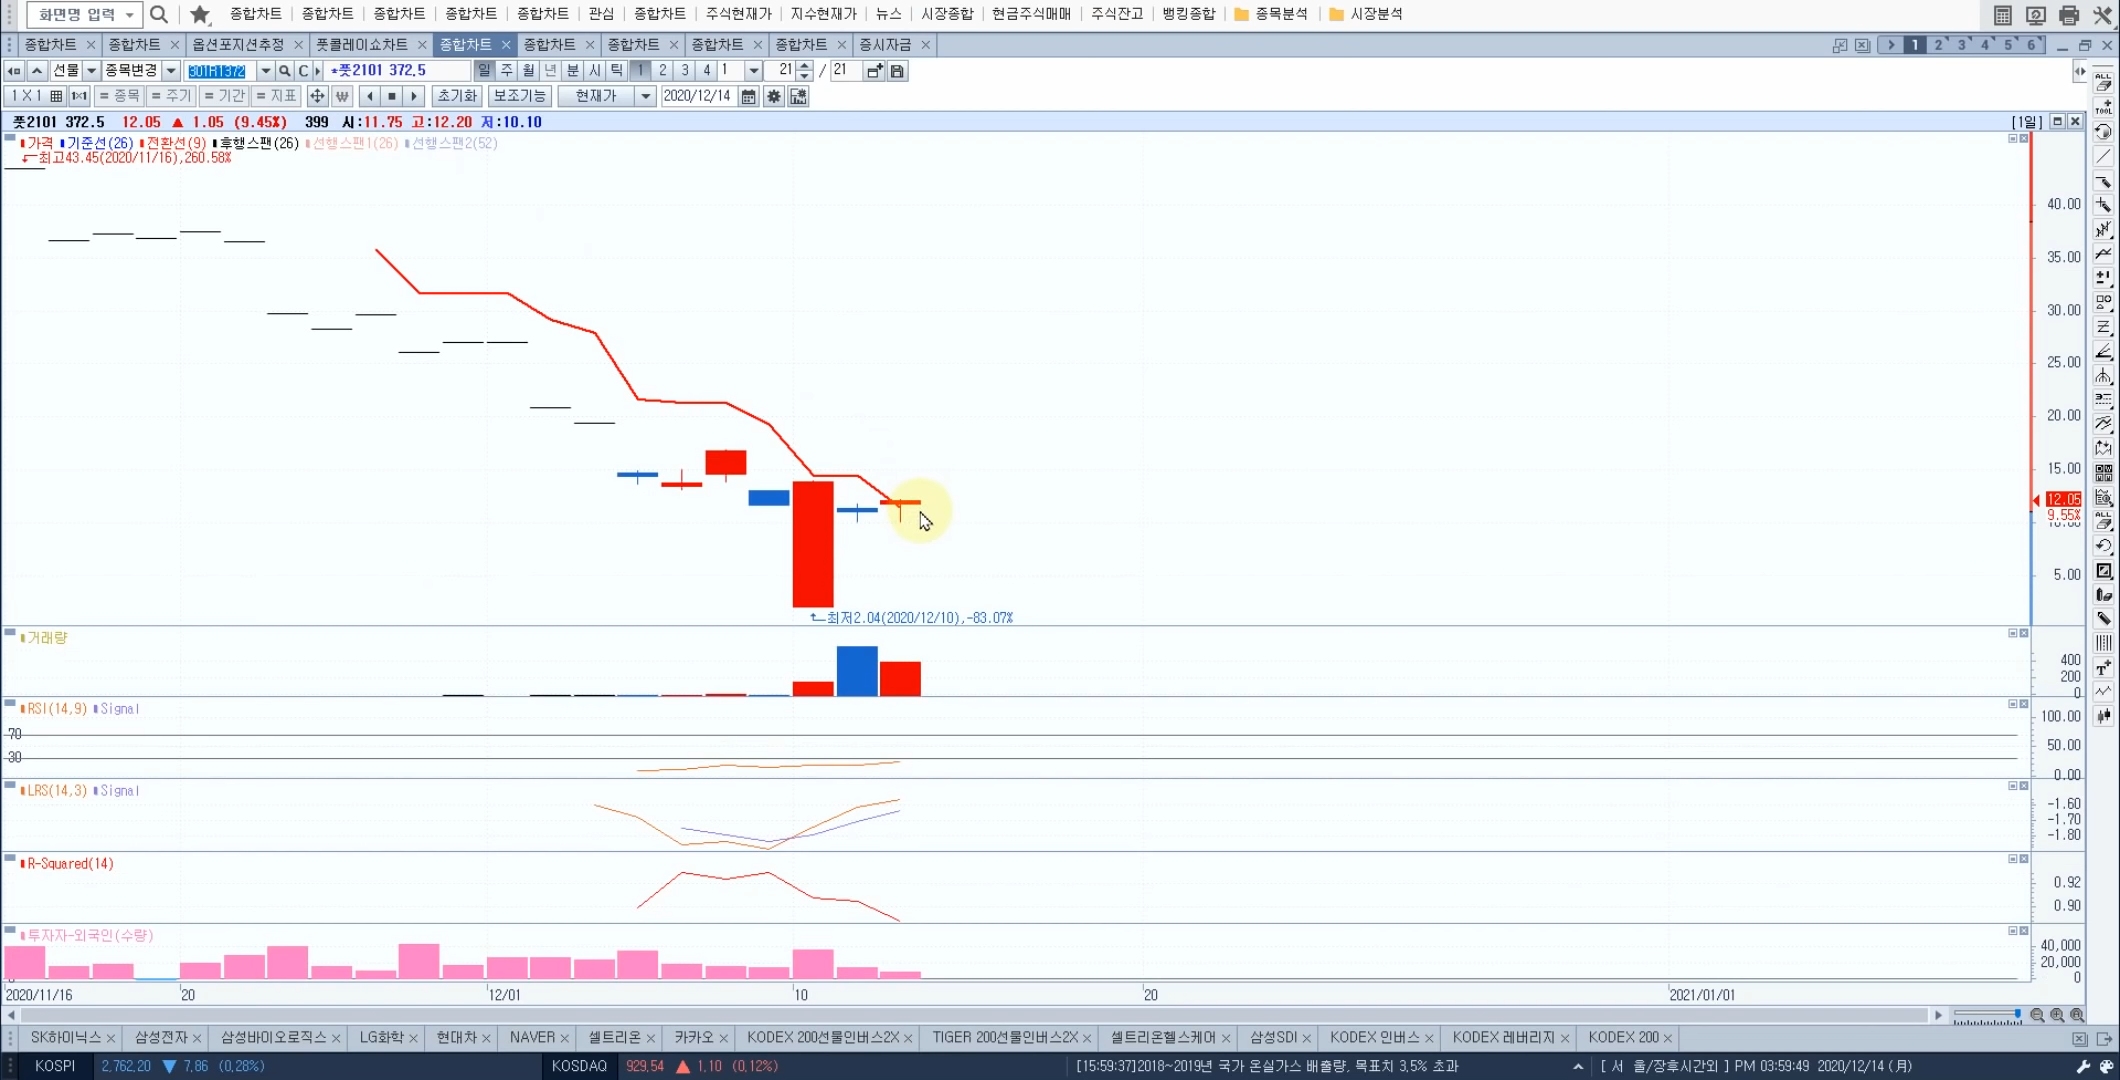 화면명 입력 종합차트 종합차트 종합차트 종합차트 종합차트 관심 종합차트 주식현재가 지수현재가 뉴스 시장종합 현금주식매매 주식잔고 뱅킹종합 종목분석 시장분석
종합차트 종합차트 옵션포지션추정 풋콜레이쇼차트 종합차트 종합차트 종합차트 종합차트 종합차트 증시자금 1 2 3 4 5 6
선물 종목변경 301R1372 C *풋2101 372.5 일 주 월 년 분 시 틱 1 2 3 4 1 21 / 21
1 X 1 1x1 = 종목 = 주기 = 기간 = 지표 ₩ 초기화 보조기능 현재가 2020/12/14
풋2101 372.5 12.05 ▲ 1.05 (9.45%) 399 시:11.75 고:12.20 저:10.10 [1일]
가격 기준선(26) 전환선(9) 후행스팬(26) 선행스팬1(26) 선행스팬2(52)
최고43.45(2020/11/16),260.58%
40.00
35.00
30.00
25.00
20.00
15.00
12.05
9.55%
10.00
5.00
최저2.04(2020/12/10),-83.07%
거래량
400
200
0
RSI(14,9) Signal
100.00
70
50.00
30
0.00
LRS(14,3) Signal
-1.60
-1.70
-1.80
R-Squared(14)
0.92
0.90
투자자-외국인(수량)
40,000
20,000
0
2020/11/16 20 12/01 10 20 2021/01/01
SK하이닉스 삼성전자 삼성바이오로직스 LG화학 현대차 NAVER 셀트리온 카카오 KODEX 200선물인버스2X TIGER 200선물인버스2X 셀트리온헬스케어 삼성SDI KODEX 인버스 KODEX 레버리지 KODEX 200
KOSPI 2,762.20 ▼ 7.86 (0.28%) KOSDAQ 929.54 ▲ 1.10 (0.12%) [15:59:37]2018~2019년 국가 온실가스 배출량, 목표치 3.5% 초과 [ 서 울/장후시간외 ] PM 03:59:49 2020/12/14 (月)